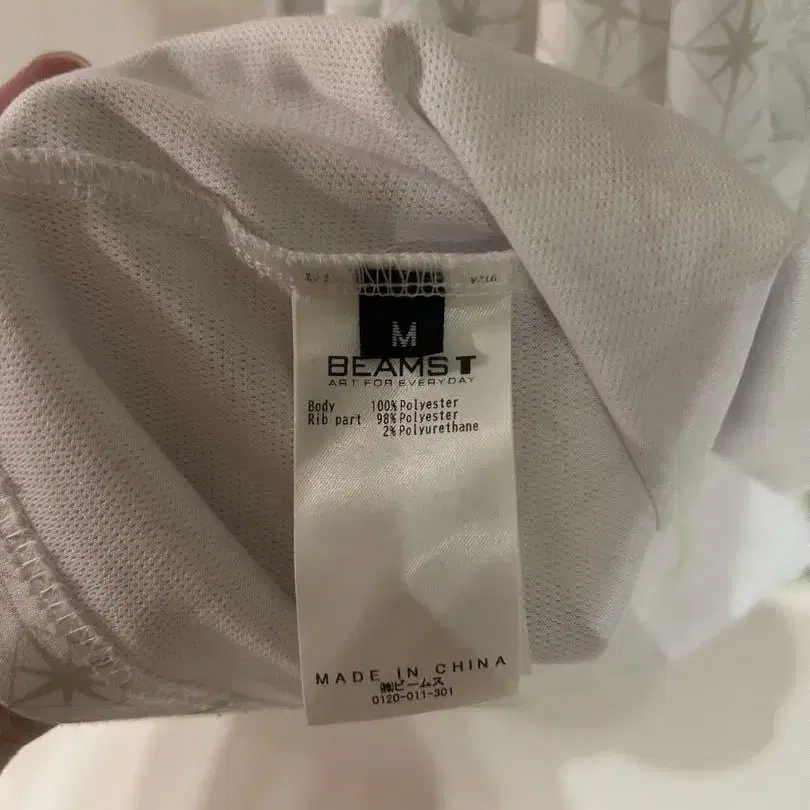 M
BEAMS T
ART FOR EVERYDAY
Body 100% Polyester
Rib part 98% Polyester
2% Polyurethane
MADE IN CHINA
㈱ビームス
0120-011-301